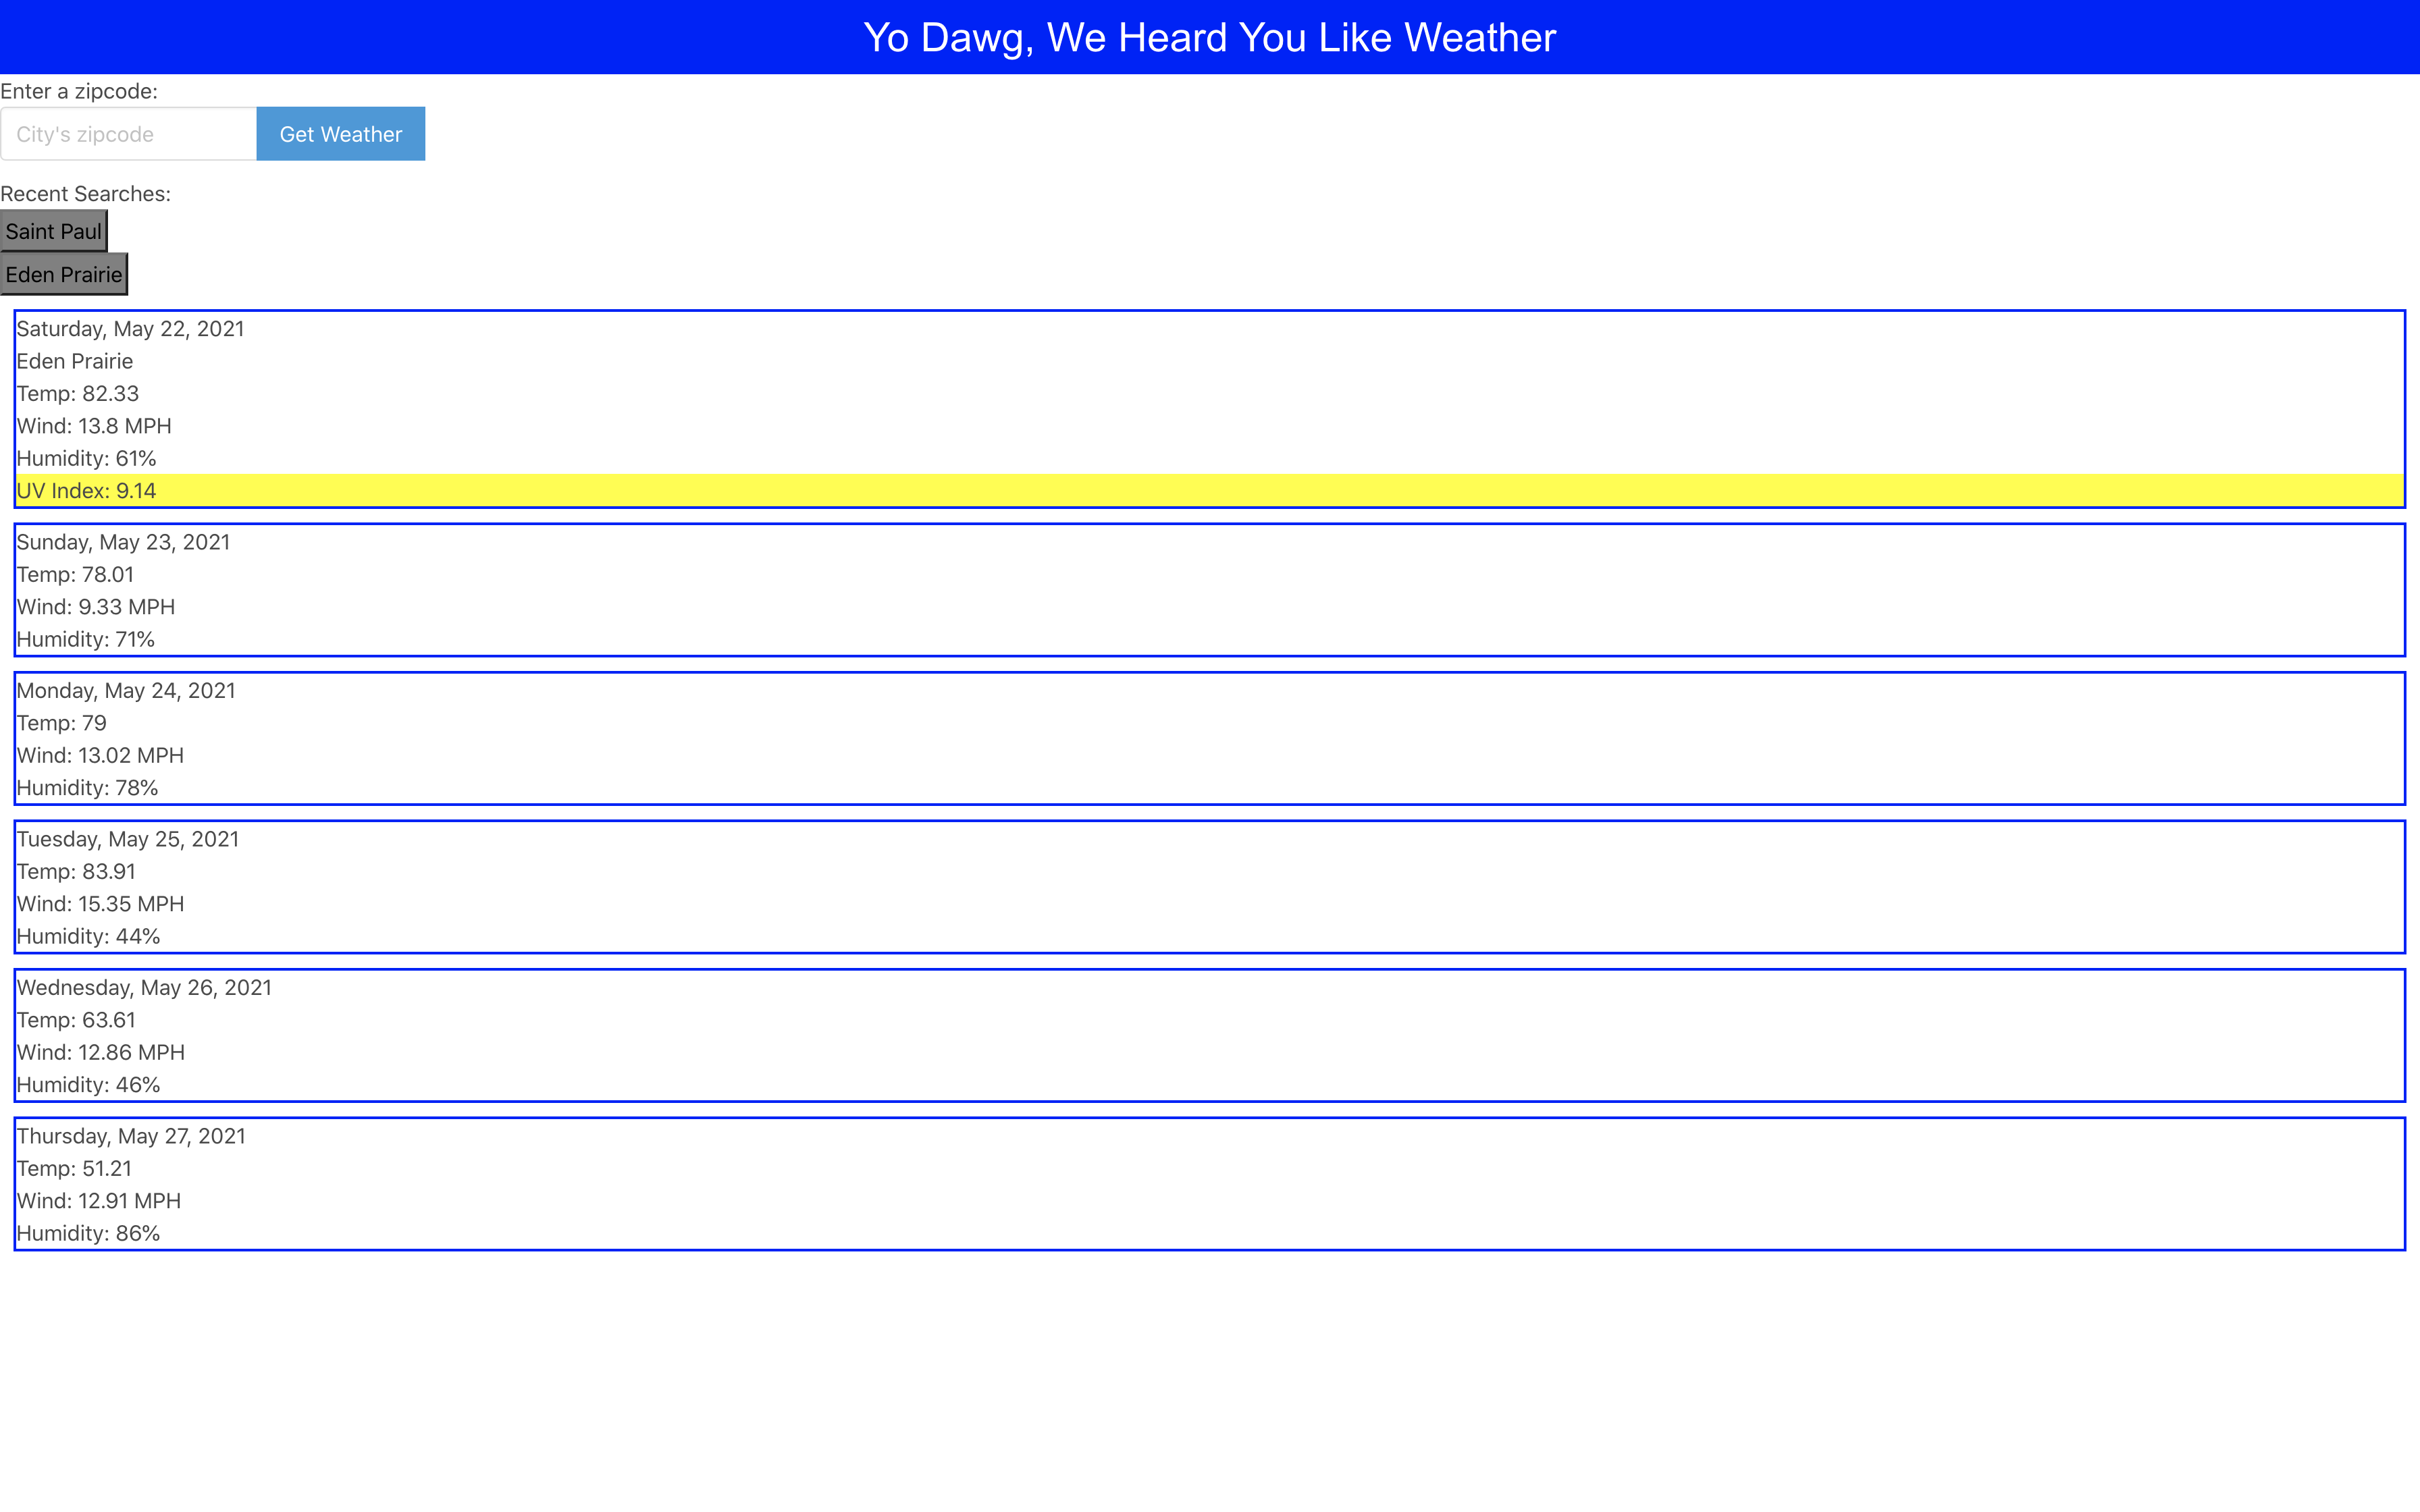 Yo Dawg, We Heard You Like Weather
Enter a zipcode:
City's zipcode
Get Weather
Recent Searches:
Saint Paul
Eden Prairie
Saturday, May 22, 2021
Eden Prairie
Temp: 82.33
Wind: 13.8 MPH
Humidity: 61%
UV Index: 9.14
Sunday, May 23, 2021
Temp: 78.01
Wind: 9.33 MPH
Humidity: 71%
Monday, May 24, 2021
Temp: 79
Wind: 13.02 MPH
Humidity: 78%
Tuesday, May 25, 2021
Temp: 83.91
Wind: 15.35 MPH
Humidity: 44%
Wednesday, May 26, 2021
Temp: 63.61
Wind: 12.86 MPH
Humidity: 46%
Thursday, May 27, 2021
Temp: 51.21
Wind: 12.91 MPH
Humidity: 86%